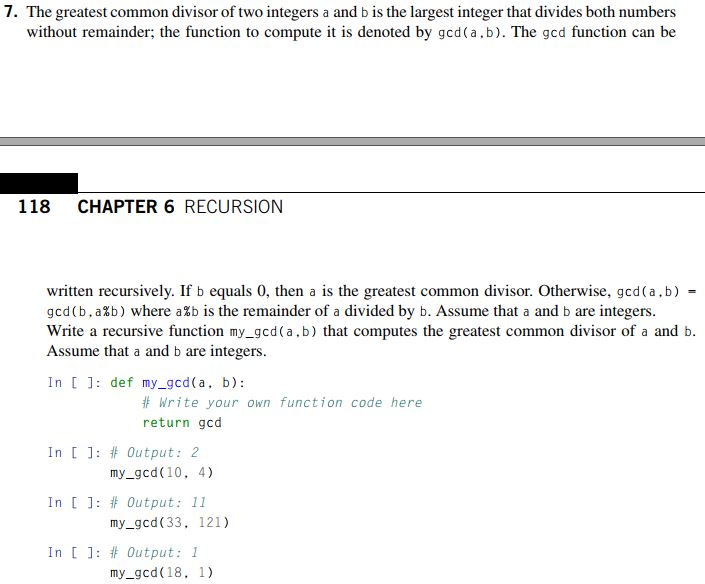 7. The greatest common divisor of two integers a and b is the largest integer that divides both numbers
without remainder; the function to compute it is denoted by gcd(a,b). The gcd function can be
118 CHAPTER 6 RECURSION
written recursively. If b equals 0, then a is the greatest common divisor. Otherwise, gcd(a,b) =
gcd(b,a%b) where a%b is the remainder of a divided by b. Assume that a and b are integers.
Write a recursive function my_gcd(a,b) that computes the greatest common divisor of a and b.
Assume that a and b are integers.
In [ ]: def my_gcd(a, b):
# Write your own function code here
return gcd
In [ ]: # Output: 2
my_gcd(10, 4)
In [ ]: # Output: 11
my_gcd(33, 121)
In [ ]: # Output: 1
my_gcd(18, 1)